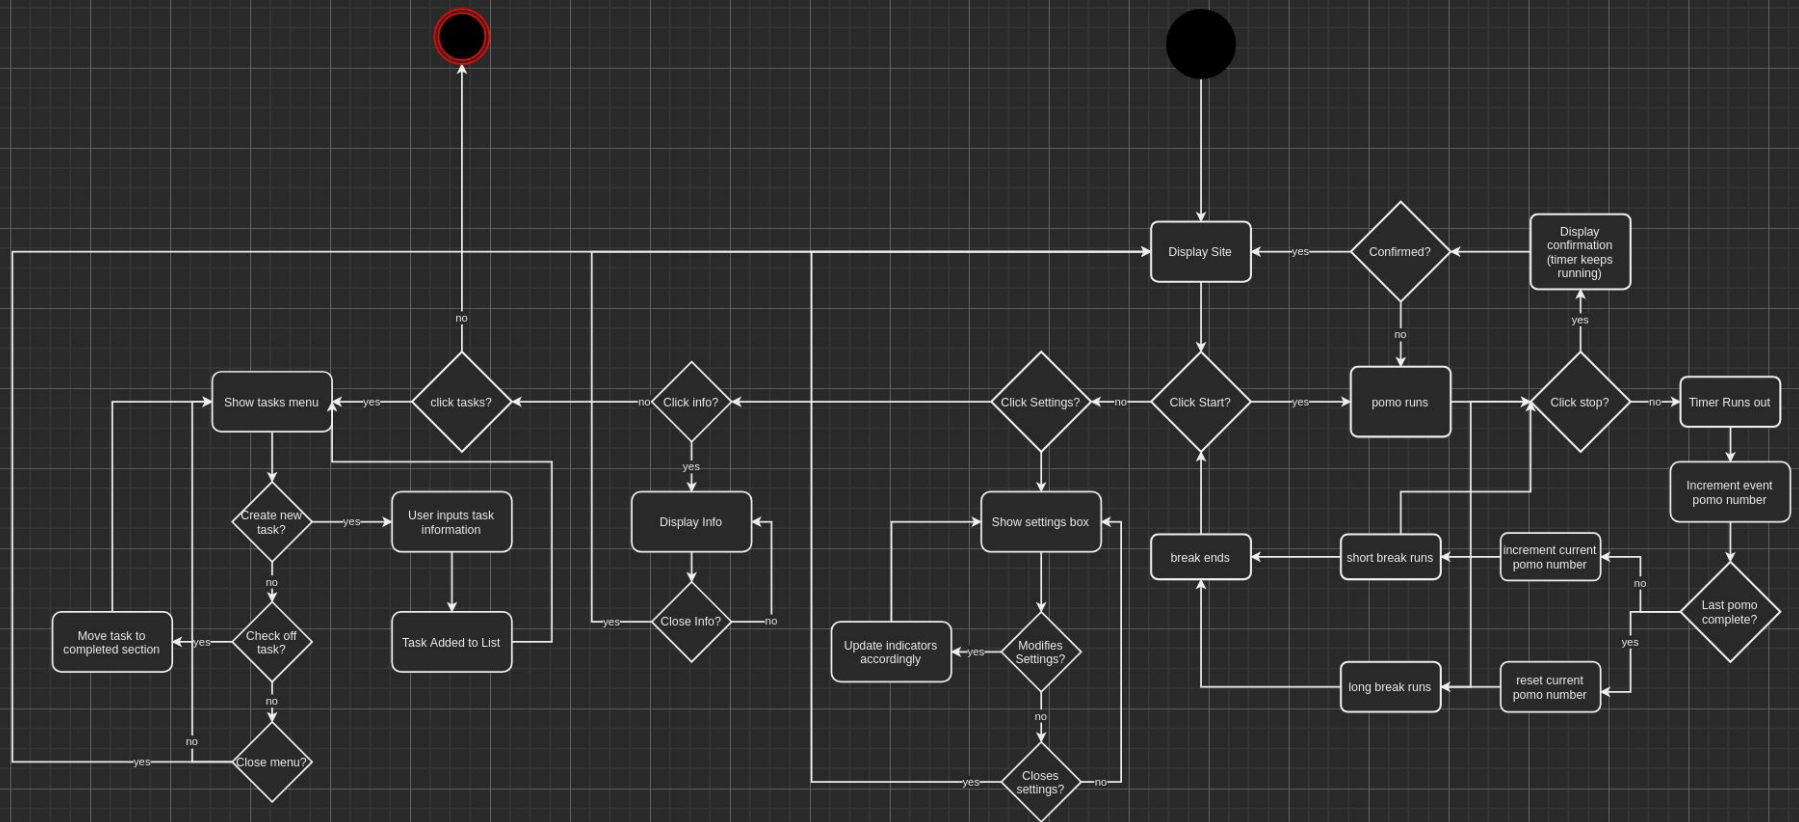 Display Site
yes
Confirmed?
Display
confirmation
(timer keeps
running)
no
no
yes
Show tasks menu
yes
click tasks?
no
Click info?
Click Settings?
no
Click Start?
yes
pomo runs
Click stop?
no
Timer Runs out
yes
Create new
task?
yes
User inputs task
information
Display Info
Show settings box
Increment event
pomo number
no
break ends
short break runs
increment current
pomo number
no
Move task to
completed section
yes
Check off
task?
Task Added to List
yes
Close Info?
no
Update indicators
accordingly
yes
Modifies
Settings?
Last pomo
complete?
yes
no
long break runs
reset current
pomo number
no
no
yes
Close menu?
yes
Closes
settings?
no